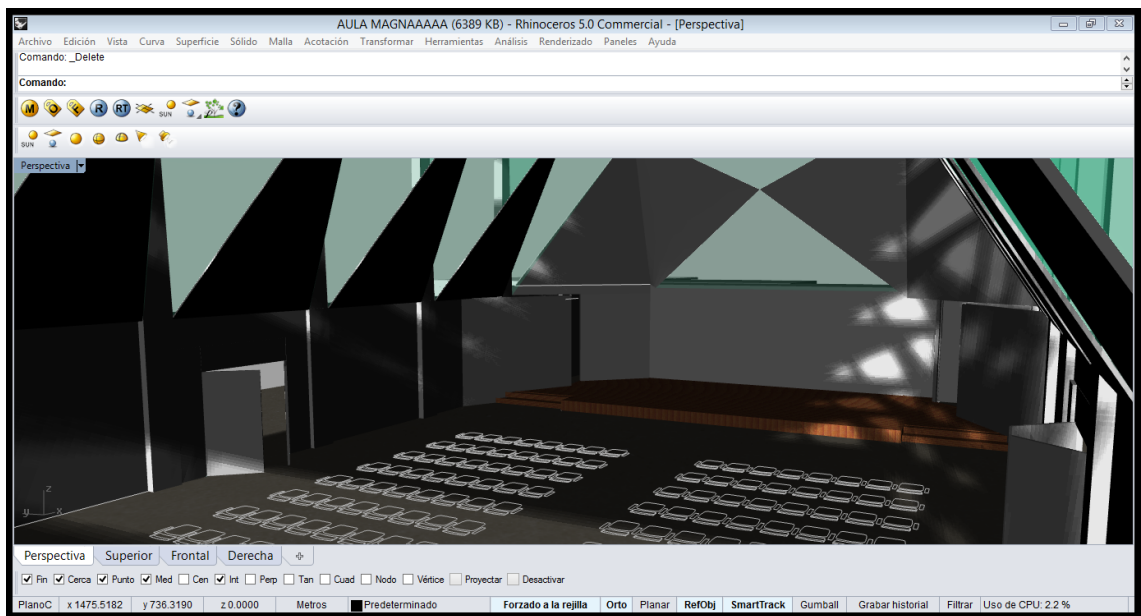 AULA MAGNAAAAA (6389 KB) - Rhinoceros 5.0 Commercial - [Perspectiva]
Archivo Edición Vista Curva Superficie Sólido Malla Acotación Transformar Herramientas Análisis Renderizado Paneles Ayuda
Comando: _Delete
Comando:
M O E R RT SUN ?
SUN
Perspectiva
z
y x
Perspectiva Superior Frontal Derecha
Fin Cerca Punto Med Cen Int Perp Tan Cuad Nodo Vértice Proyectar Desactivar
PlanoC x 1475.5182 y 736.3190 z 0.0000 Metros Predeterminado Forzado a la rejilla Orto Planar RefObj SmartTrack Gumball Grabar historial Filtrar Uso de CPU: 2.2 %